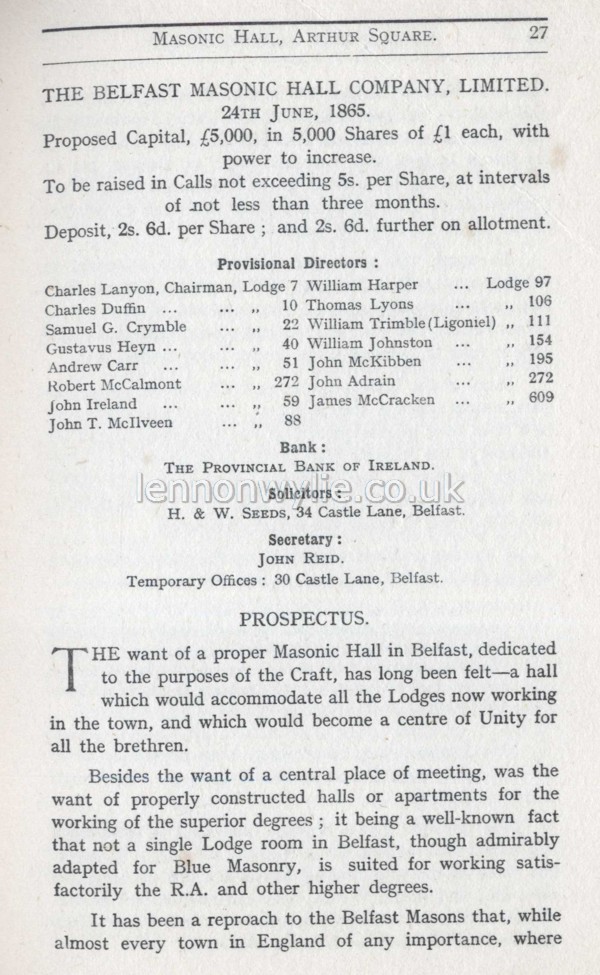 MASONIC HALL, ARTHUR SQUARE. 27
THE BELFAST MASONIC HALL COMPANY, LIMITED.
24TH JUNE, 1865.
Proposed Capital, £5,000, in 5,000 Shares of £1 each, with
power to increase.
To be raised in Calls not exceeding 5s. per Share, at intervals
of not less than three months.
Deposit, 2s. 6d. per Share ; and 2s. 6d. further on allotment.
Provisional Directors :
Charles Lanyon, Chairman, Lodge 7 William Harper ... Lodge 97
Charles Duffin ... ... ,, 10 Thomas Lyons ... ,, 106
Samuel G. Crymble ... ,, 22 William Trimble (Ligoniel) ,, 111
Gustavus Heyn ... ... ,, 40 William Johnston ... ,, 154
Andrew Carr ... ... ,, 51 John McKibben ... ,, 195
Robert McCalmont ... ,, 272 John Adrain ... ,, 272
John Ireland ... ... ,, 59 James McCracken ... ,, 609
John T. McIlveen ... ,, 88
Bank :
THE PROVINCIAL BANK OF IRELAND.
lennonwylie.co.uk
Solicitors :
H. & W. SEEDS, 34 Castle Lane, Belfast.
Secretary :
JOHN REID.
Temporary Offices : 30 Castle Lane, Belfast.
PROSPECTUS.
THE want of a proper Masonic Hall in Belfast, dedicated
to the purposes of the Craft, has long been felt—a hall
which would accommodate all the Lodges now working
in the town, and which would become a centre of Unity for
all the brethren.
Besides the want of a central place of meeting, was the
want of properly constructed halls or apartments for the
working of the superior degrees ; it being a well-known fact
that not a single Lodge room in Belfast, though admirably
adapted for Blue Masonry, is suited for working satis-
factorily the R.A. and other higher degrees.
It has been a reproach to the Belfast Masons that, while
almost every town in England of any importance, where